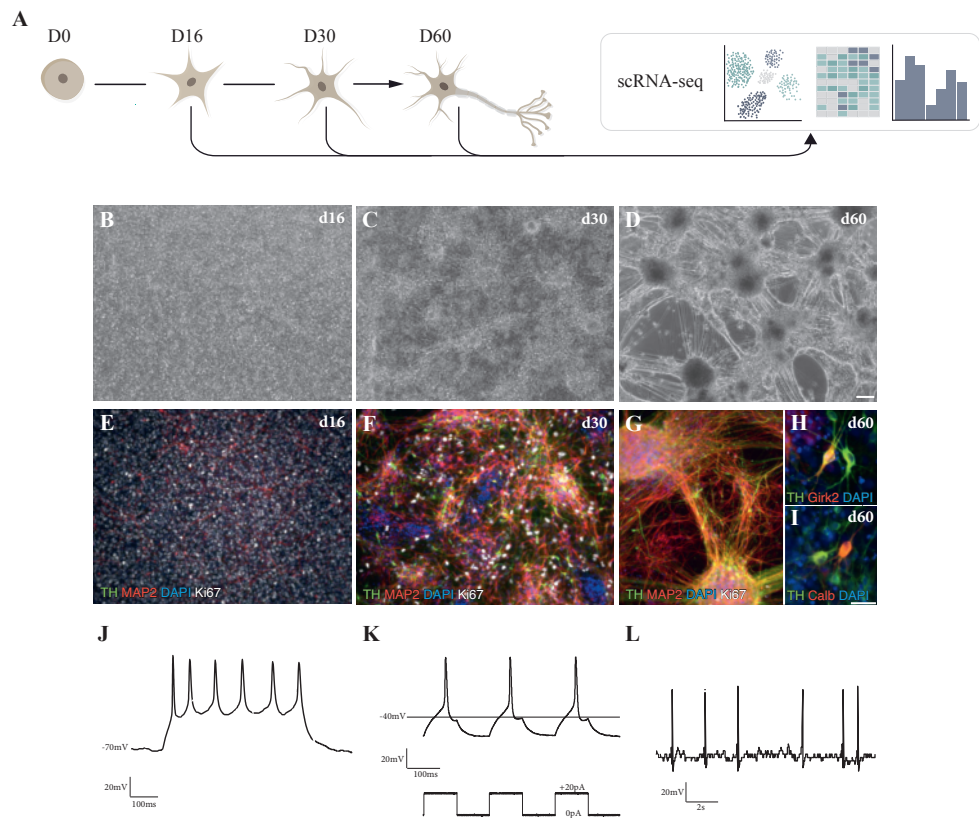 A
D0 D16 D30 D60
scRNA-seq
B d16
C d30
D d60
E d16
TH MAP2 DAPI Ki67
F d30
TH MAP2 DAPI Ki67
G
TH MAP2 DAPI Ki67
H d60
TH Girk2 DAPI
I d60
TH Calb DAPI
J
-70mV
20mV
100ms
K
-40mV
20mV
100ms
+20pA
0pA
L
20mV
2s